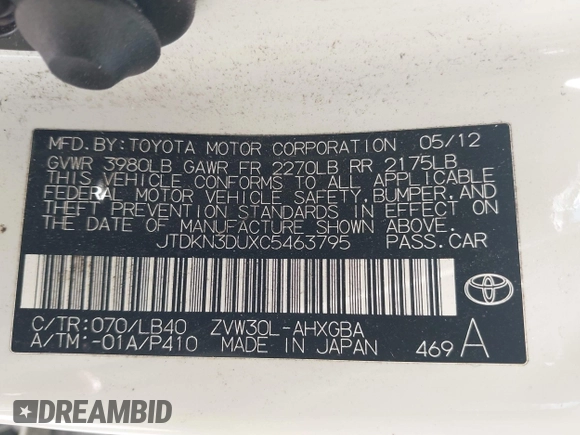 MFD.BY:TOYOTA MOTOR CORPORATION 05/12
GVWR 3980LB GAWR FR 2270LB RR 2175LB
THIS VEHICLE CONFORMS TO ALL APPLICABLE
FEDERAL MOTOR VEHICLE SAFETY,BUMPER,AND
THEFT PREVENTION STANDARDS IN EFFECT ON
THE DATE OF MANUFACTURE SHOWN ABOVE.
JTDKN3DUXC5463795 PASS.CAR
C/TR:070/LB40 ZVW30L-AHXGBA
A/TM:-01A/P410 MADE IN JAPAN 469 A
DREAMBID